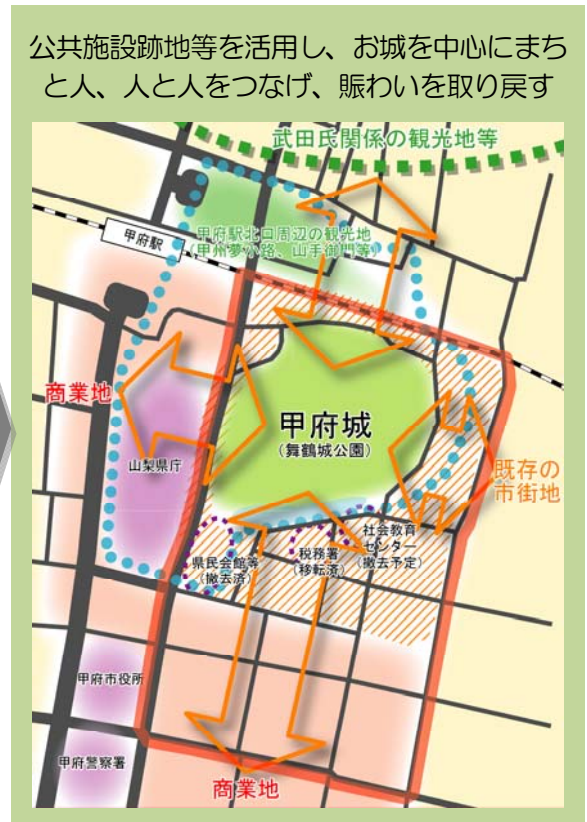 公共施設跡地等を活用し、お城を中心にまち
と人、人と人をつなげ、賑わいを取り戻す
武田氏関係の観光地等
甲府駅
甲府駅北口周辺の観光地
(甲州夢小路、山手御門等)
商業地
山梨県庁
甲府城
(舞鶴城公園)
既存の
市街地
県民会館等
(撤去済)
税務署
(移転済)
社会教育
センター
(撤去予定)
甲府市役所
甲府警察署
商業地